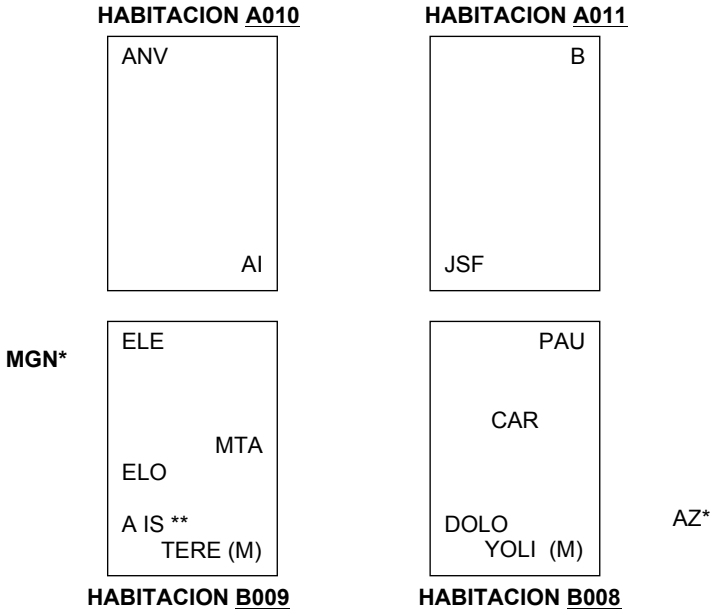 HABITACION A010
HABITACION A011
ANV
B
AI
JSF
MGN*
ELE
PAU
MTA
CAR
ELO
A IS **
DOLO
AZ*
TERE (M)
YOLI (M)
HABITACION B009
HABITACION B008